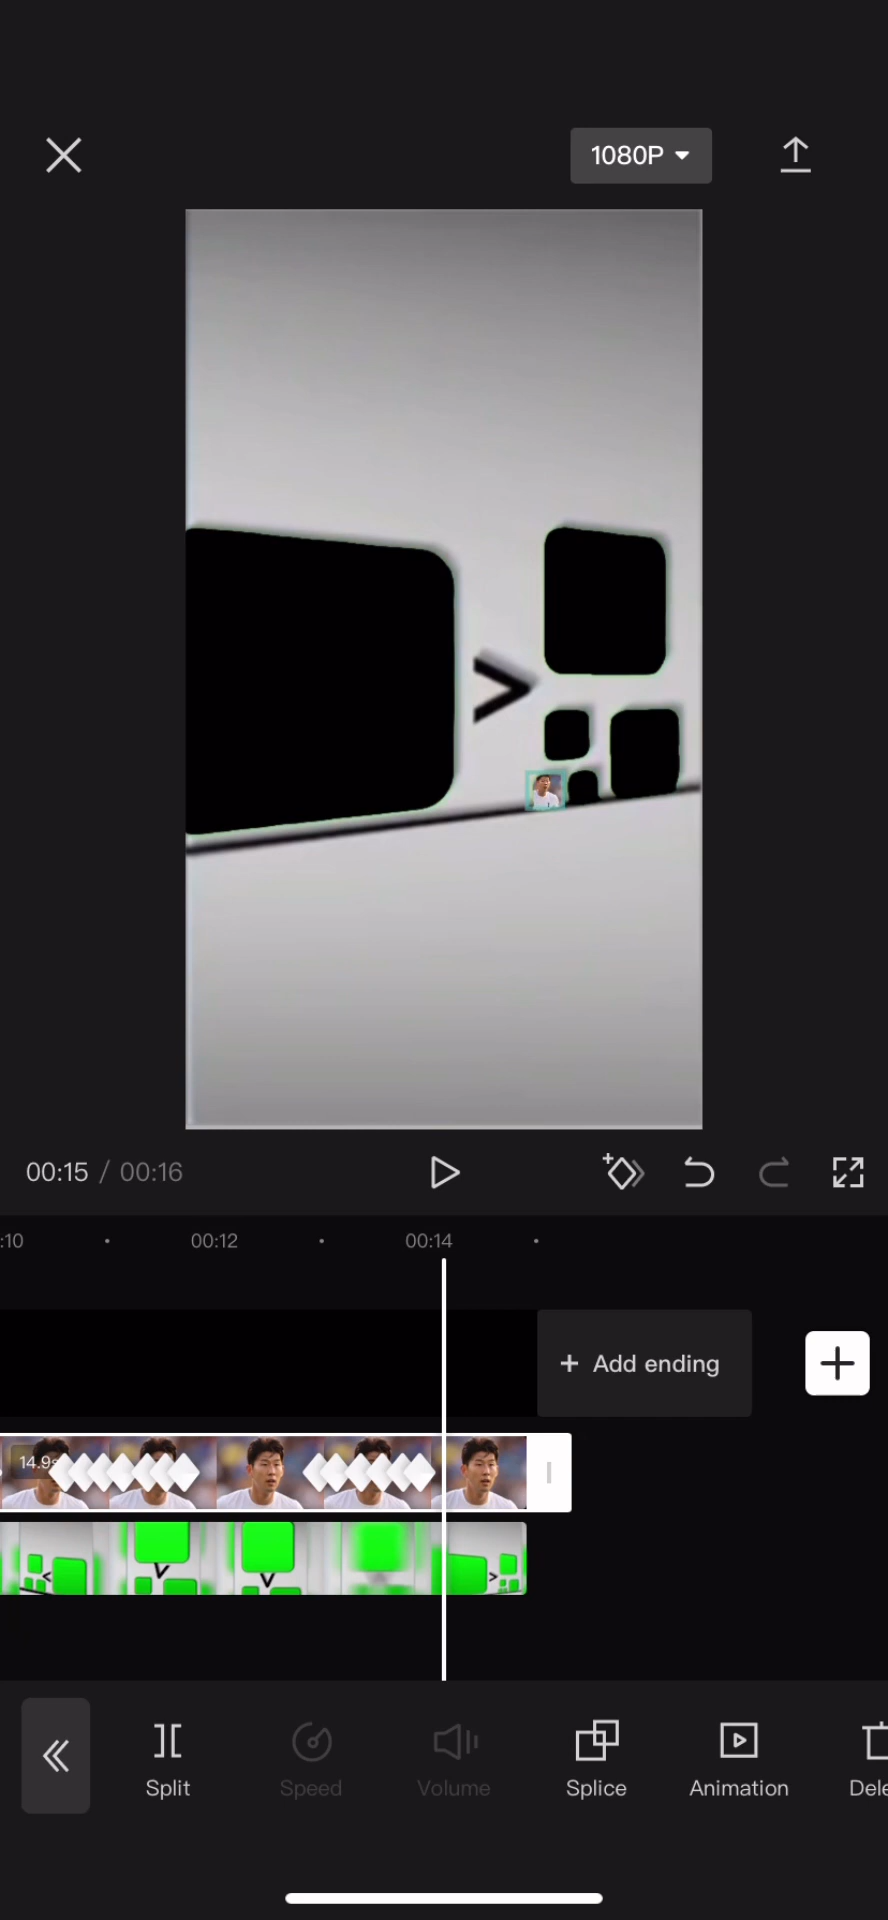 1080P
>
00:15 / 00:16
:10
00:12
00:14
+ Add ending
14.9s
< V V >
Split
Speed
Volume
Splice
Animation
Dele